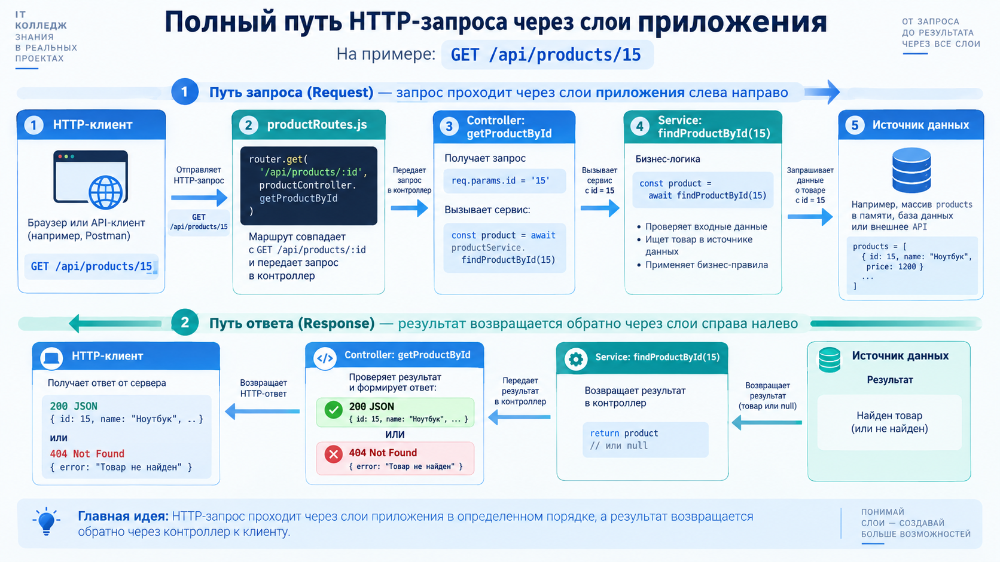 IT
КОЛЛЕДЖ
ЗНАНИЯ
В РЕАЛЬНЫХ
ПРОЕКТАХ
Полный путь HTTP-запроса через слои приложения
На примере: GET /api/products/15
ОТ ЗАПРОСА
ДО РЕЗУЛЬТАТА
ЧЕРЕЗ ВСЕ СЛОИ
1 Путь запроса (Request) — запрос проходит через слои приложения слева направо
1 HTTP-клиент
Браузер или API-клиент
(например, Postman)
GET /api/products/15
Отправляет
HTTP-запрос
GET
/api/products/15
2 productRoutes.js
router.get(
'/api/products/:id',
productController.
getProductById
)
Маршрут совпадает
с GET /api/products/:id
и передает запрос
в контроллер
Передает
запрос
в контроллер
3 Controller:
getProductById
Получает запрос
req.params.id = '15'
Вызывает сервис:
const product = await
productService.
findProductById(15)
Вызывает
сервис
с id = 15
4 Service:
findProductById(15)
Бизнес-логика
const product =
await findProductById(15)
• Проверяет входные данные
• Ищет товар в источнике
данных
• Применяет бизнес-правила
Запрашивает
данные
о товаре
с id = 15
5 Источник данных
Например, массив products
в памяти, база данных
или внешнее API
products = [
{ id: 15, name: "Ноутбук",
price: 1200 }
...
]
2 Путь ответа (Response) — результат возвращается обратно через слои справа налево
HTTP-клиент
Получает ответ от сервера
200 JSON
{ id: 15, name: "Ноутбук", .. }
или
404 Not Found
{ error: "Товар не найден" }
Возвращает
HTTP-ответ
</> Controller: getProductById
Проверяет результат
и формирует ответ:
200 JSON
{ id: 15, name: "Ноутбук", ... }
ИЛИ
404 Not Found
{ error: "Товар не найден" }
Передает
результат
в контроллер
Service: findProductById(15)
Возвращает результат
в контроллер
return product
// или null
Возвращает
результат
(товар или null)
Источник данных
Результат
Найден товар
(или не найден)
Главная идея: HTTP-запрос проходит через слои приложения в определенном порядке, а результат возвращается
обратно через контроллер к клиенту.
ПОНИМАЙ
СЛОИ — СОЗДАВАЙ
БОЛЬШЕ ВОЗМОЖНОСТЕЙ